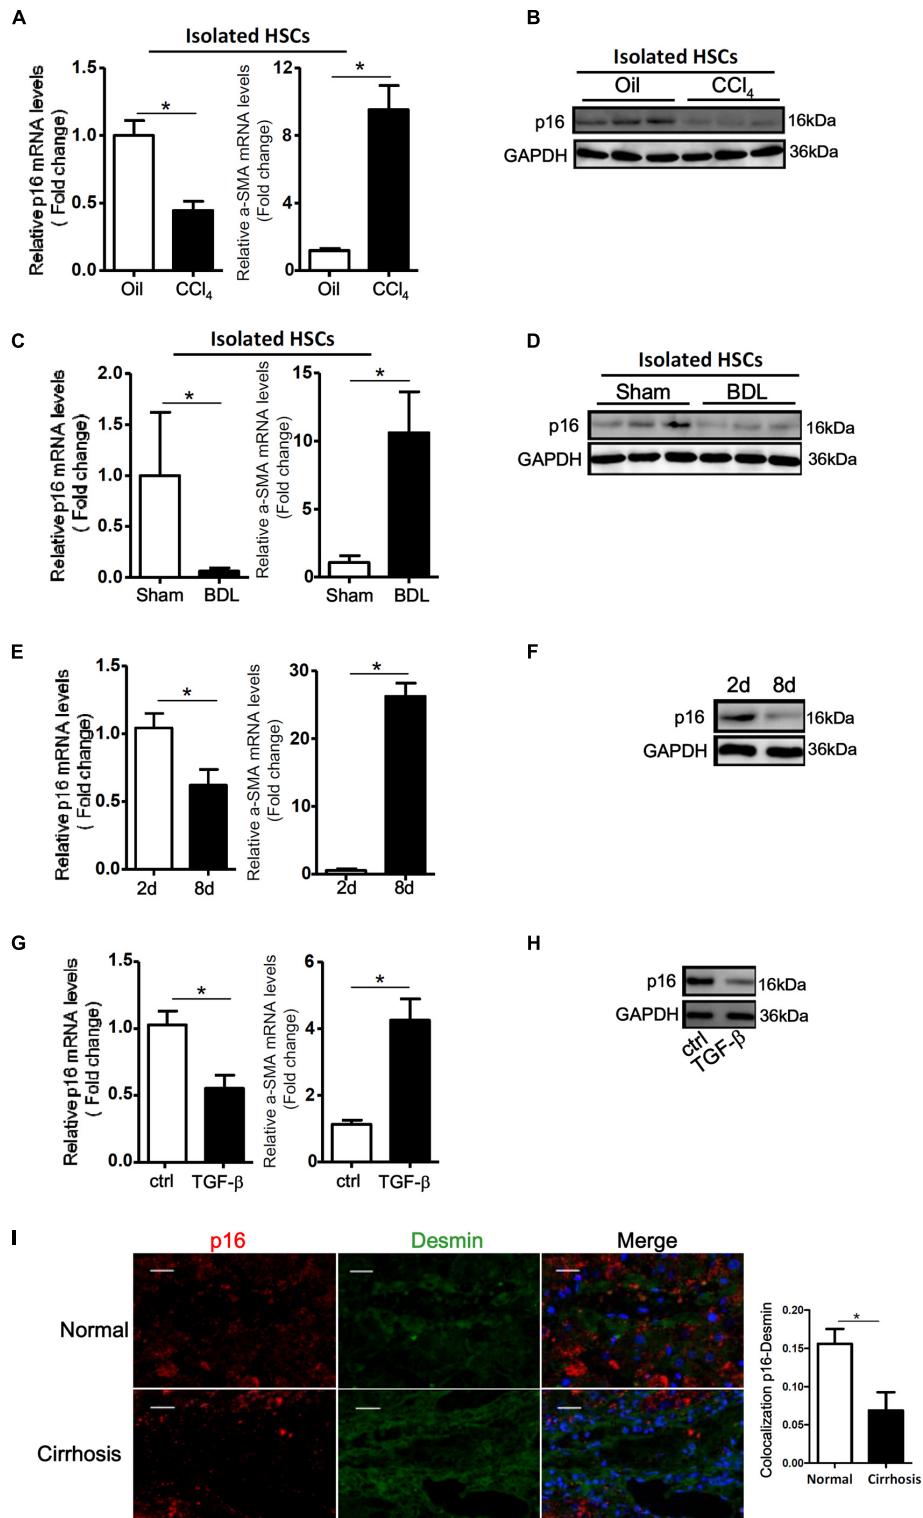 A
Isolated HSCs
Relative p16 mRNA levels
( Fold change)
1.5
1.0
0.5
0.0
*
Oil
CCl₄
Relative a-SMA mRNA levels
(Fold change)
12
8
4
0
*
Oil
CCl₄
B
Isolated HSCs
Oil
CCl₄
p16
16kDa
GAPDH
36kDa
C
Isolated HSCs
Relative p16 mRNA levels
( Fold change)
2.0
1.5
1.0
0.5
0.0
*
Sham
BDL
Relative a-SMA mRNA levels
(Fold change)
15
10
5
0
*
Sham
BDL
D
Isolated HSCs
Sham
BDL
p16
16kDa
GAPDH
36kDa
E
Relative p16 mRNA levels
( Fold change)
1.5
1.0
0.5
0.0
*
2d
8d
Relative a-SMA mRNA levels
(Fold change)
30
20
10
0
*
2d
8d
F
2d
8d
p16
16kDa
GAPDH
36kDa
G
Relative p16 mRNA levels
( Fold change)
1.5
1.0
0.5
0.0
*
ctrl
TGF-β
Relative a-SMA mRNA levels
(Fold change)
6
4
2
0
*
ctrl
TGF-β
H
p16
16kDa
GAPDH
36kDa
ctrl
TGF-β
I
p16
Desmin
Merge
Normal
Cirrhosis
Colocalization p16-Desmin
0.20
0.15
0.10
0.05
0.00
*
Normal
Cirrhosis